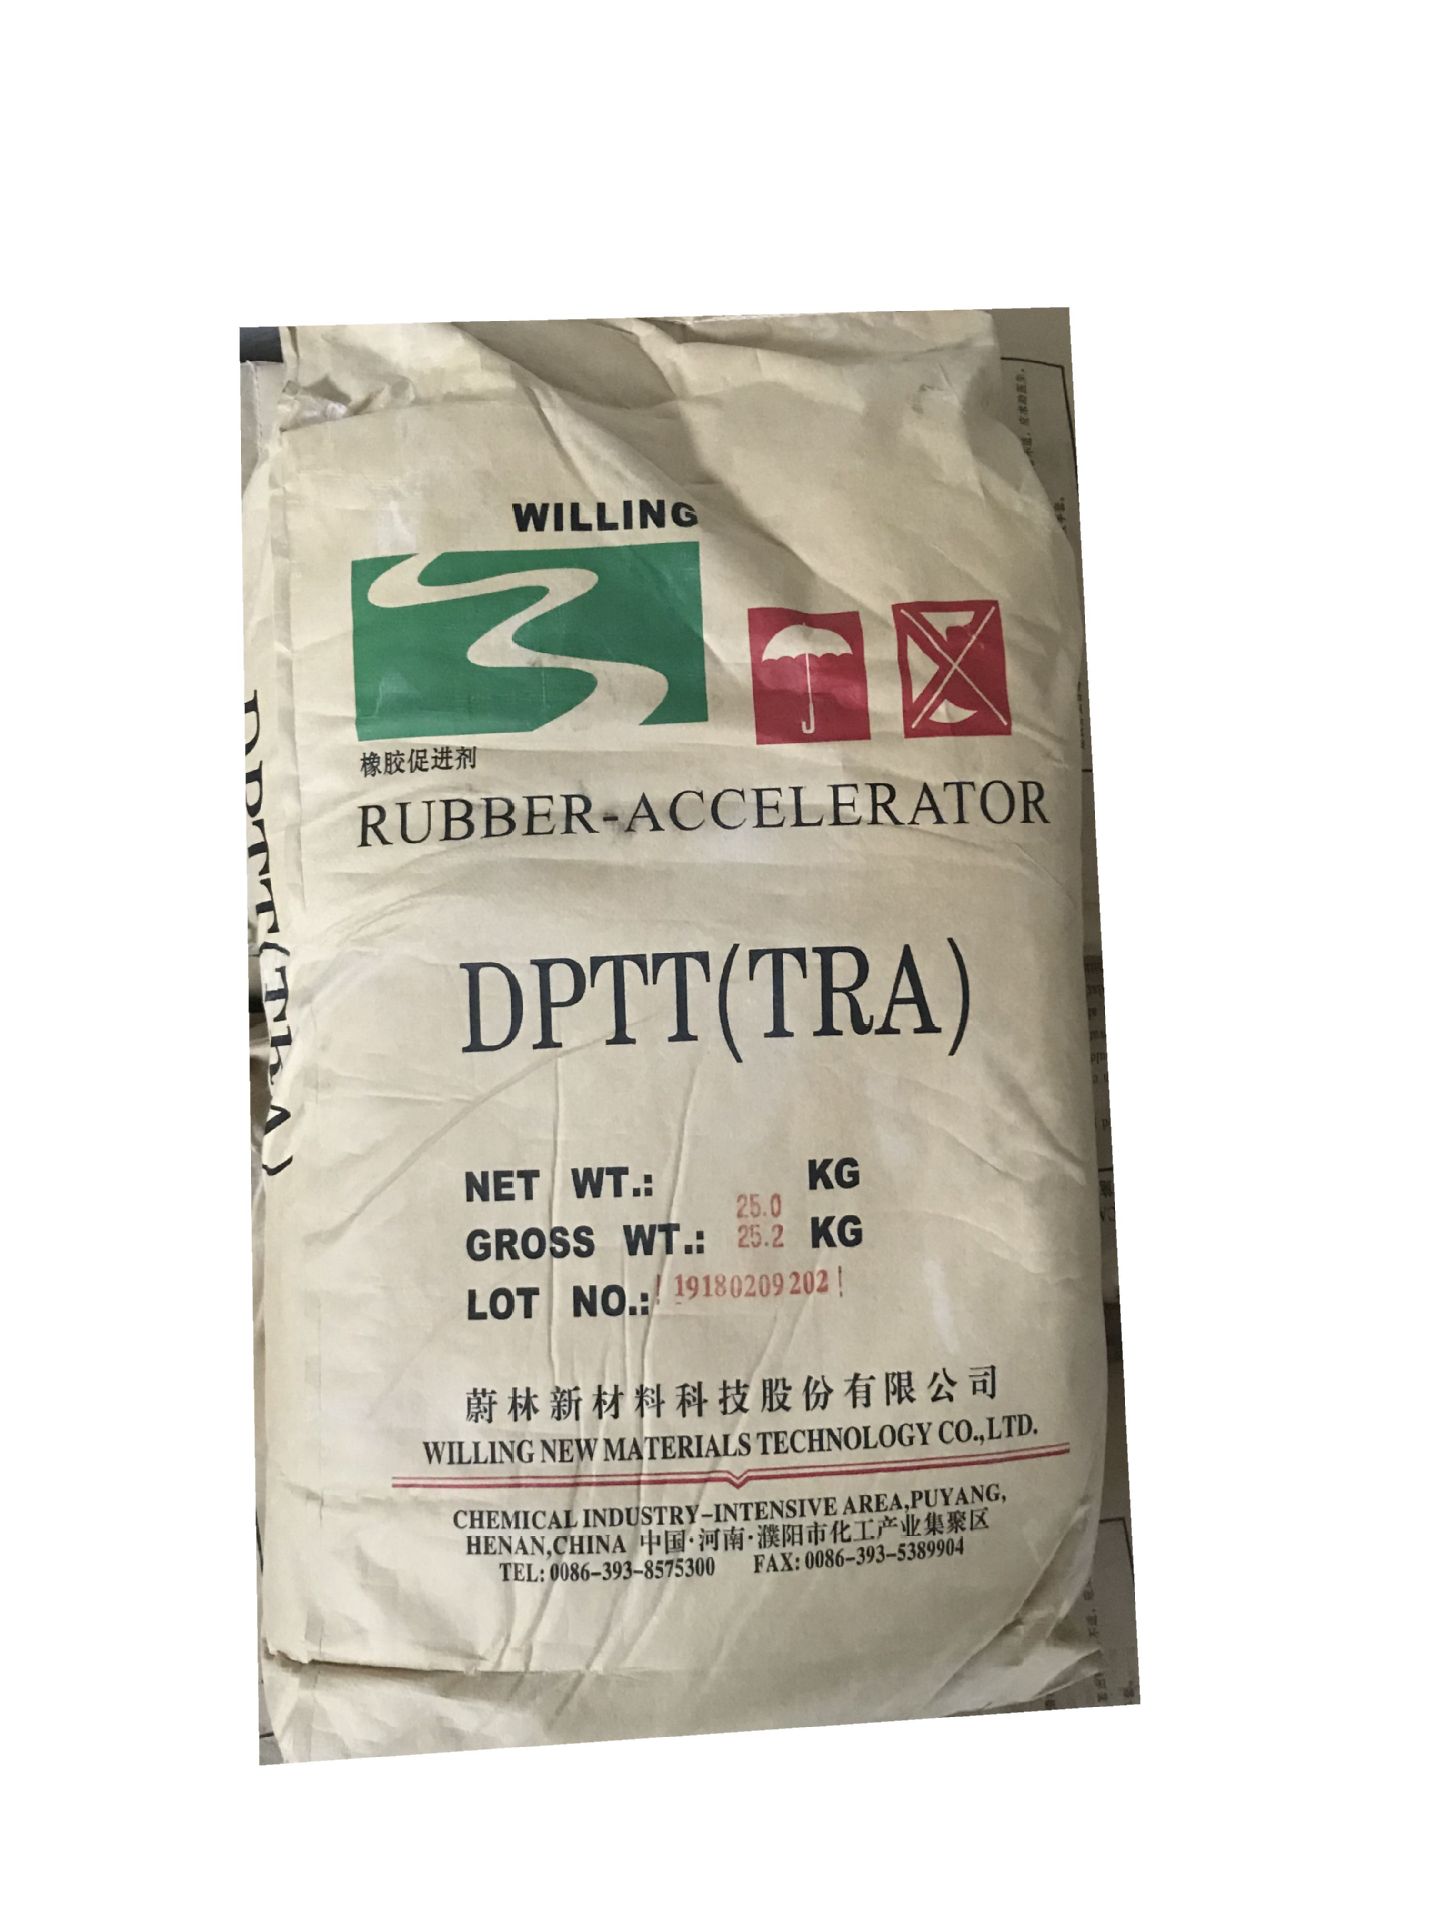 WILLING
橡胶促进剂
RUBBER-ACCELERATOR
DPTT(TRA)
DPTT(TRA)
NET WT.: 25.0 KG
GROSS WT.: 25.2 KG
LOT NO.: 19180209202
蔚林新材料科技股份有限公司
WILLING NEW MATERIALS TECHNOLOGY CO.,LTD.
CHEMICAL INDUSTRY-INTENSIVE AREA,PUYANG,
HENAN,CHINA 中国·河南·濮阳市化工产业集聚区
TEL: 0086-393-8575300 FAX: 0086-393-5389904